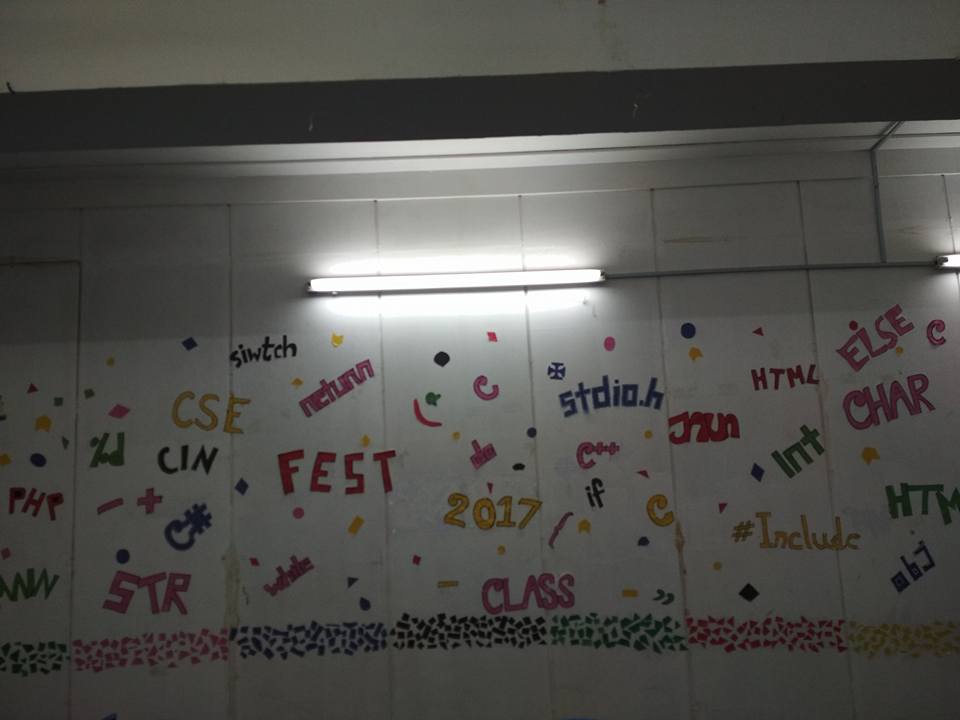 siwtch
ELSE
C
return
HTML
C
CSE
stdio.h
CHAR
%d
CIN
do
C++
Int
FEST
PHP
- +
if
HTM
C#
2017
C
#Include
while
obj
STR
CLASS